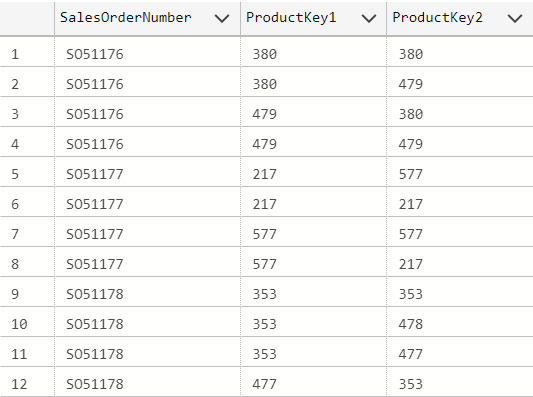 SalesOrderNumber ProductKey1 ProductKey2
1 SO51176 380 380
2 SO51176 380 479
3 SO51176 479 380
4 SO51176 479 479
5 SO51177 217 577
6 SO51177 217 217
7 SO51177 577 577
8 SO51177 577 217
9 SO51178 353 353
10 SO51178 353 478
11 SO51178 353 477
12 SO51178 477 353